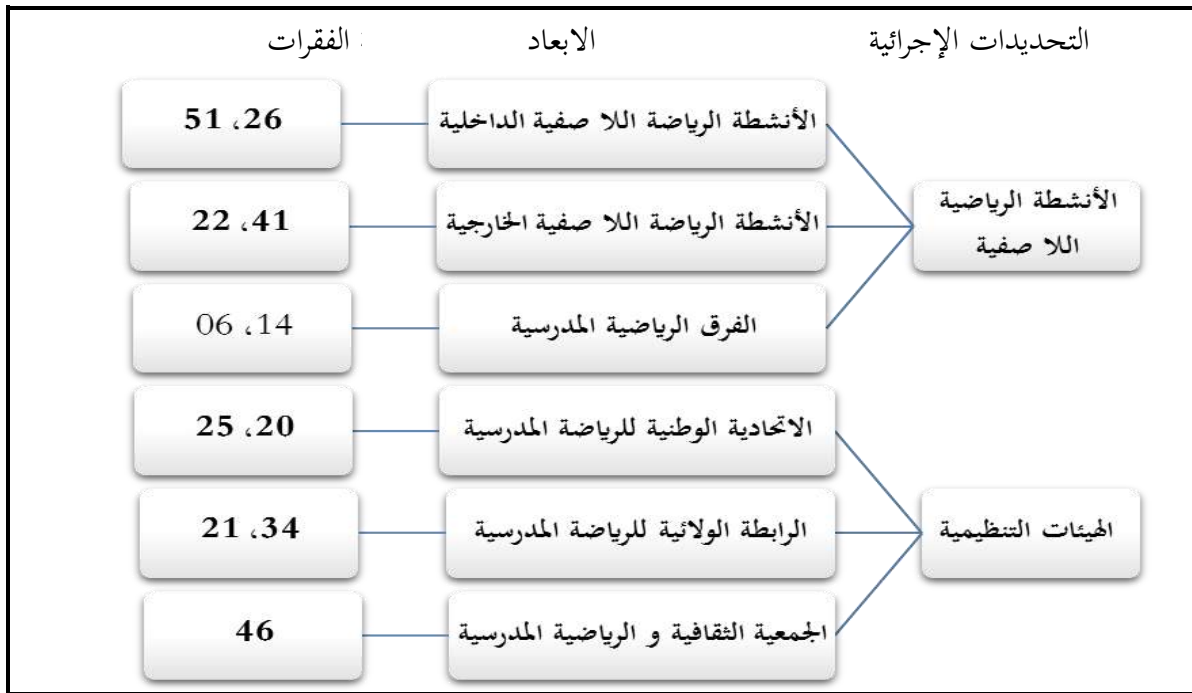 التحديدات الإجرائية
الابعاد
: الفقرات
الأنشطة الرياضية
اللا صفية
الأنشطة الرياضة اللا صفية الداخلية
26، 51
الأنشطة الرياضة اللا صفية الخارجية
41، 22
الفرق الرياضية المدرسية
14، 06
الهيئات التنظيمية
الاتحادية الوطنية للرياضة المدرسية
20، 25
الرابطة الولائية للرياضة المدرسية
34، 21
الجمعية الثقافية و الرياضية المدرسية
46